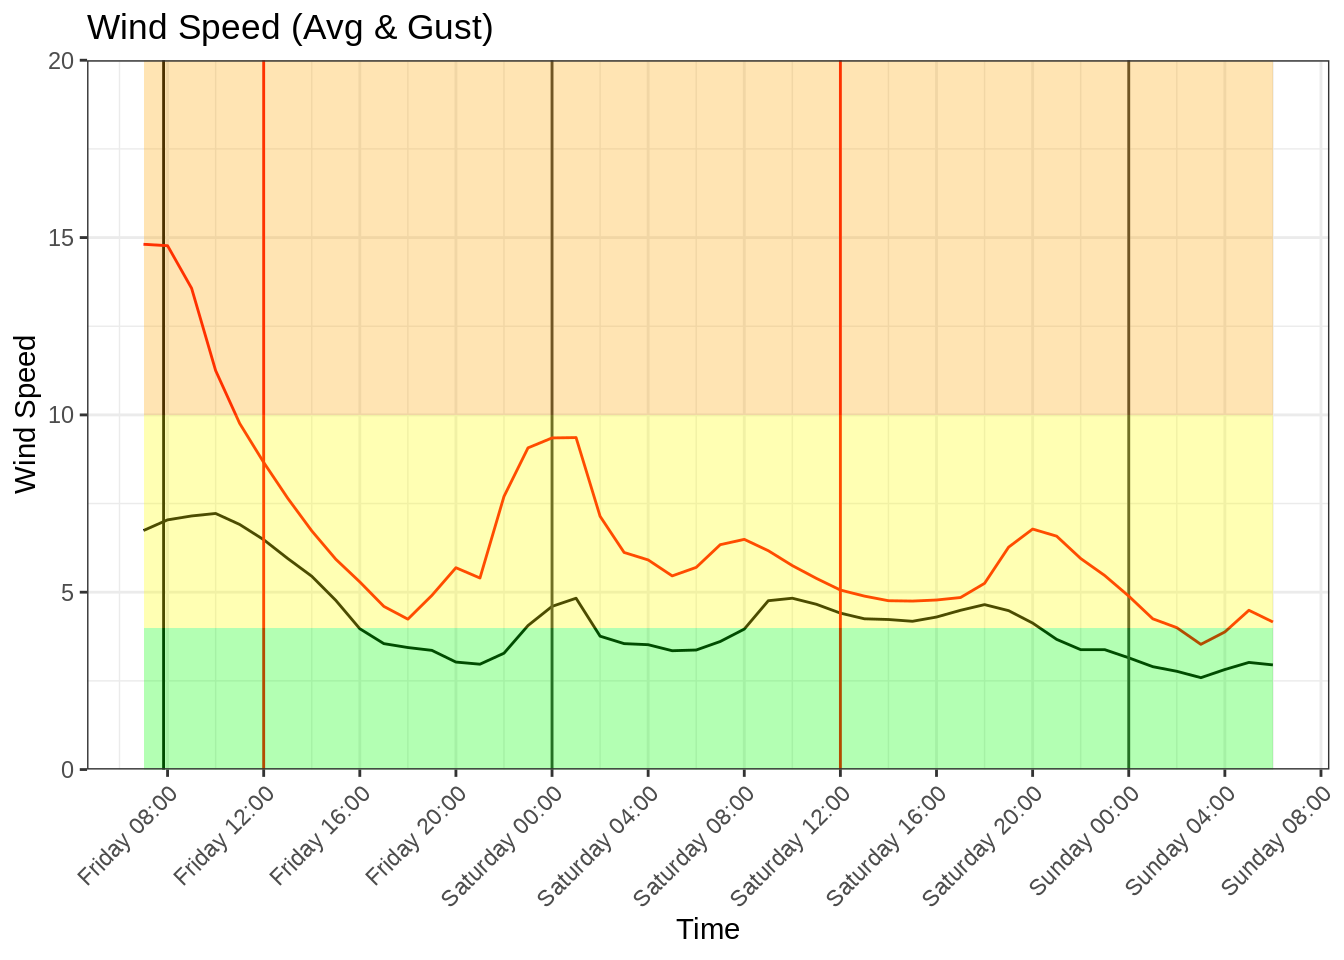 Wind Speed (Avg & Gust)
20
15
10
5
0
Wind Speed
Friday 08:00
Friday 12:00
Friday 16:00
Friday 20:00
Saturday 00:00
Saturday 04:00
Saturday 08:00
Saturday 12:00
Saturday 16:00
Saturday 20:00
Sunday 00:00
Sunday 04:00
Sunday 08:00
Time